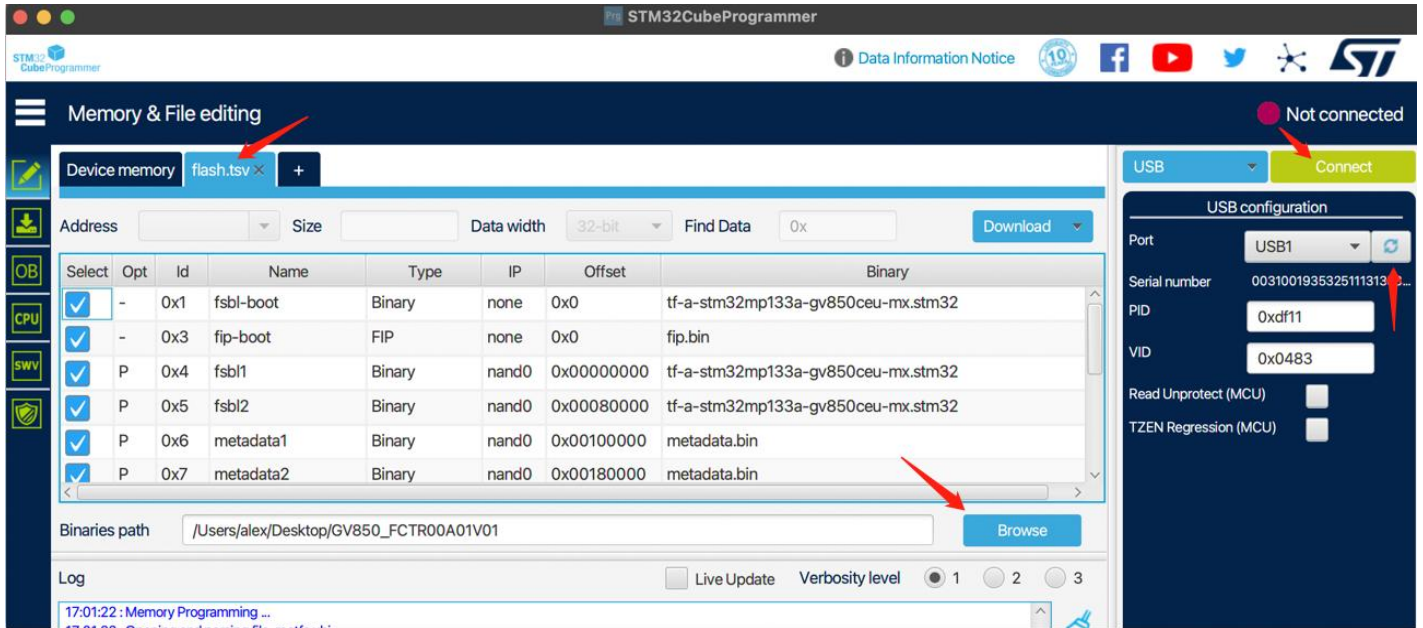 STM32CubeProgrammer
STM32
CubeProgrammer
Data Information Notice
Memory & File editing
Not connected
Device memory flash.tsv × +
USB Connect
Address Size Data width 32-bit Find Data 0x Download
USB configuration
Port USB1
Serial number
PID 0xdf11
VID 0x0483
Read Unprotect (MCU)
TZEN Regression (MCU)
Select Opt Id Name Type IP Offset Binary
- 0x1 fsbl-boot Binary none 0x0 tf-a-stm32mp133a-gv850ceu-mx.stm32
- 0x3 fip-boot FIP none 0x0 fip.bin
P 0x4 fsbl1 Binary nand0 0x00000000 tf-a-stm32mp133a-gv850ceu-mx.stm32
P 0x5 fsbl2 Binary nand0 0x00080000 tf-a-stm32mp133a-gv850ceu-mx.stm32
P 0x6 metadata1 Binary nand0 0x00100000 metadata.bin
P 0x7 metadata2 Binary nand0 0x00180000 metadata.bin
Binaries path /Users/alex/Desktop/GV850_FCTR00A01V01 Browse
Log Live Update Verbosity level 1 2 3
17:01:22 : Memory Programming ...
OB
CPU
SWV